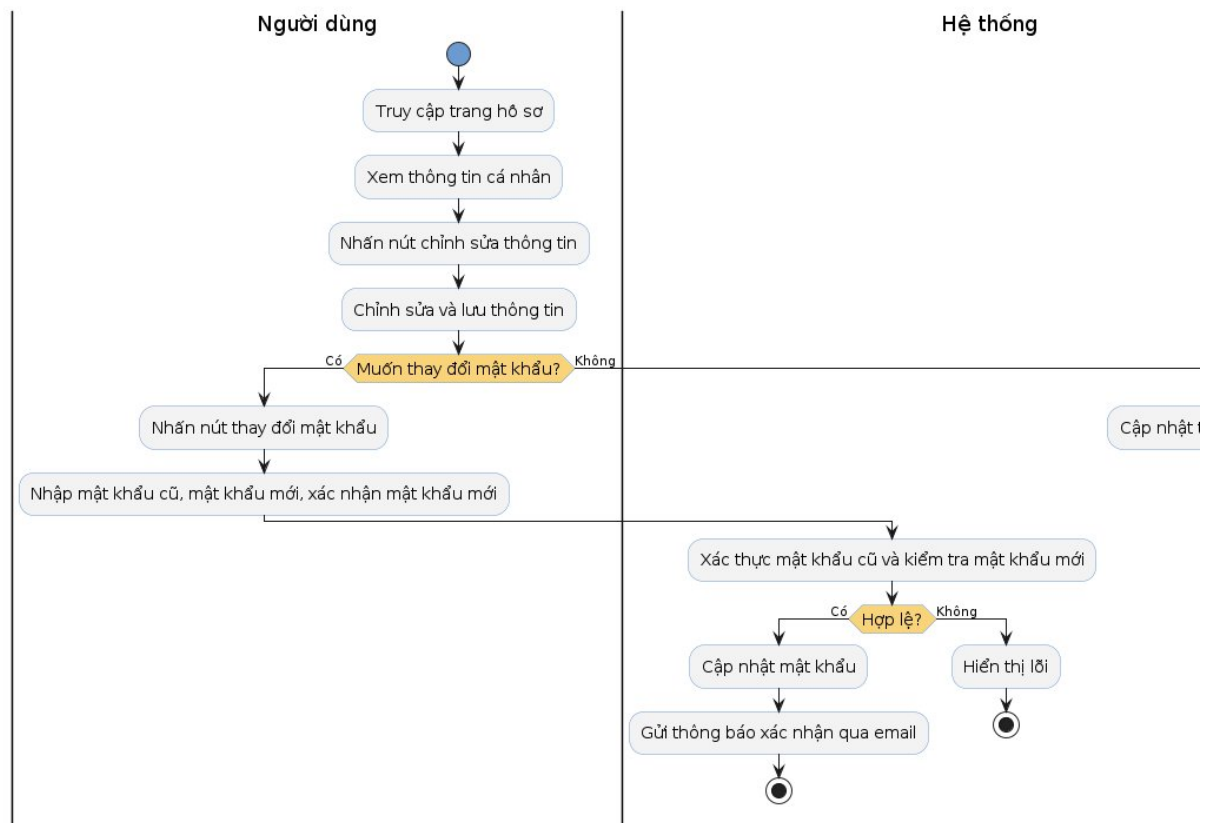 Người dùng
Hệ thống
Truy cập trang hồ sơ
Xem thông tin cá nhân
Nhấn nút chỉnh sửa thông tin
Chỉnh sửa và lưu thông tin
Có
Muốn thay đổi mật khẩu?
Không
Nhấn nút thay đổi mật khẩu
Cập nhật
Nhập mật khẩu cũ, mật khẩu mới, xác nhận mật khẩu mới
Xác thực mật khẩu cũ và kiểm tra mật khẩu mới
Có
Hợp lệ?
Không
Cập nhật mật khẩu
Hiển thị lỗi
Gửi thông báo xác nhận qua email